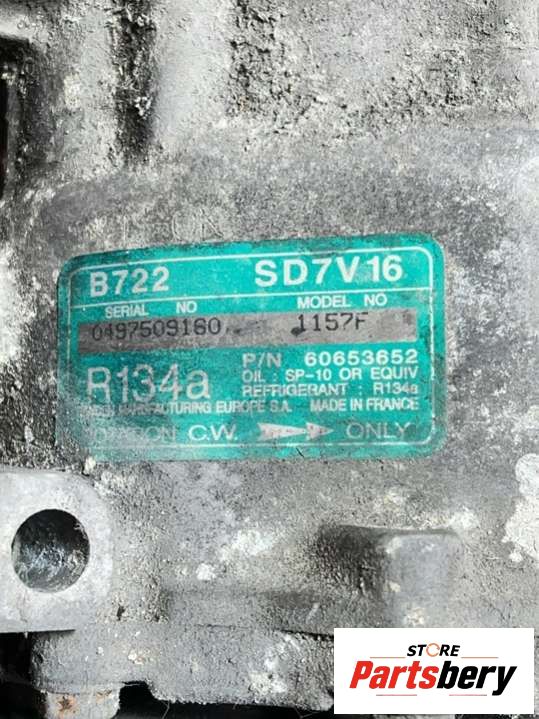 B722 SD7V16
SERIAL NO MODEL NO
0497509160 1157F
P/N 60653652
R134a OIL : SP-10 OR EQUIV
REFRIGERANT : R134a
MANUFACTURING EUROPE S.A. MADE IN FRANCE
C.W. ONLY
STORE
Partsbery